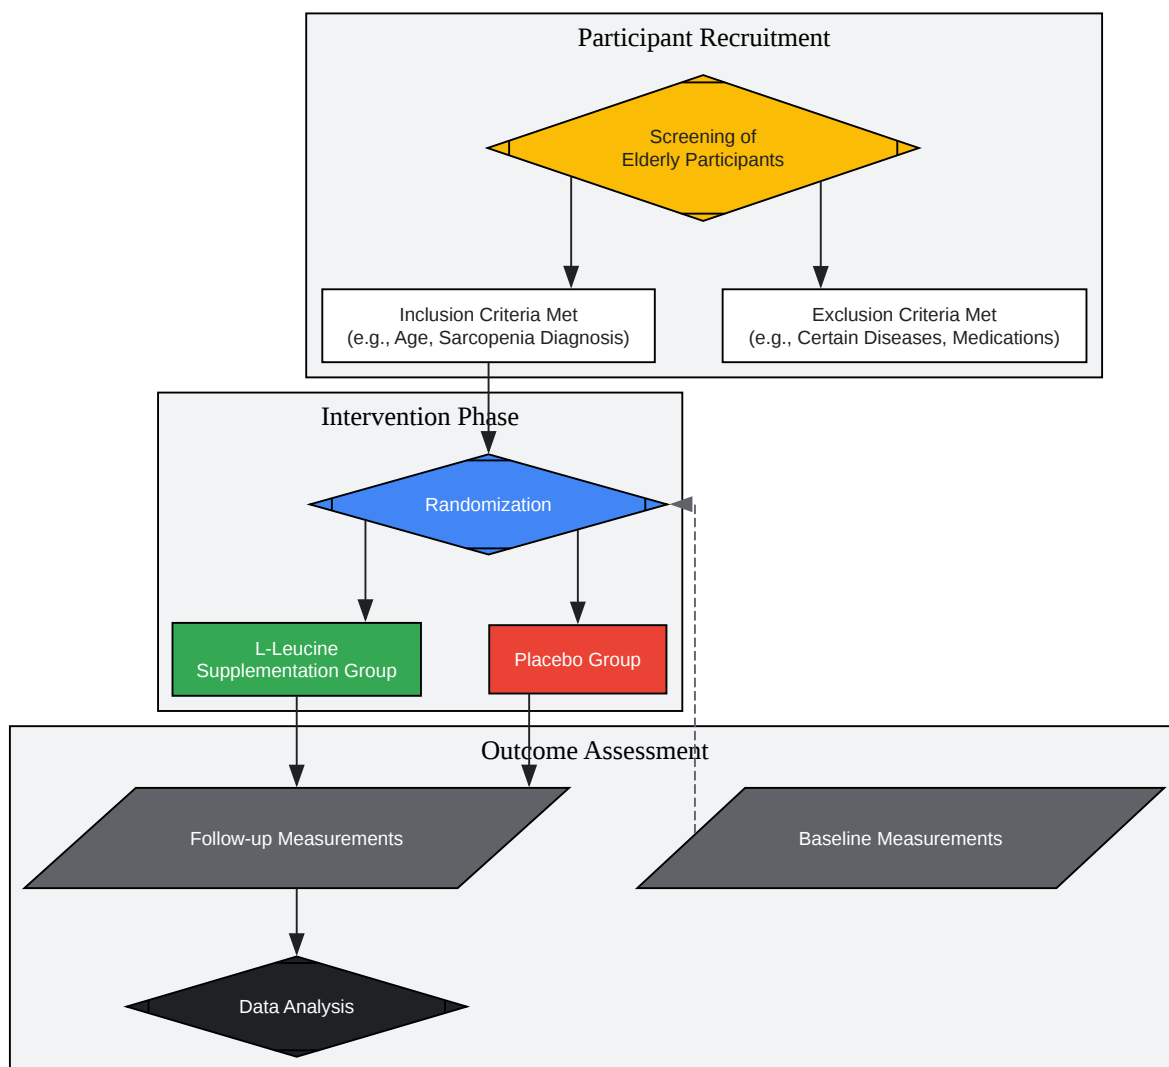 Participant Recruitment
Screening of
Elderly Participants
Inclusion Criteria Met
(e.g., Age, Sarcopenia Diagnosis)
Exclusion Criteria Met
(e.g., Certain Diseases, Medications)
Intervention Phase
Randomization
L-Leucine
Supplementation Group
Placebo Group
Outcome Assessment
Follow-up Measurements
Baseline Measurements
Data Analysis